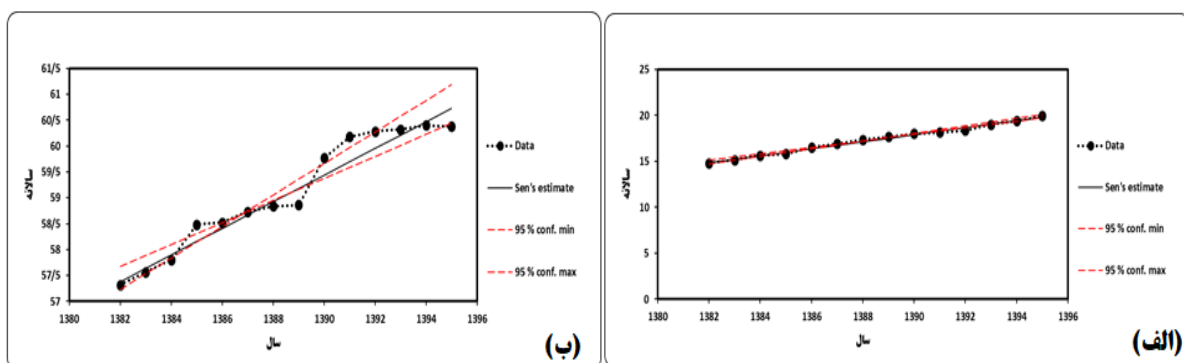 61/5
61
60/5
60
59/5
59
58/5
58
57/5
57
1380 1382 1384 1386 1388 1390 1392 1394 1396
سالانه
سال
Data
Sen's estimate
95 % conf. min
95 % conf. max
(ب)
25
20
15
10
5
0
1380 1382 1384 1386 1388 1390 1392 1394 1396
سالانه
سال
Data
Sen's estimate
95 % conf. min
95 % conf. max
(الف)